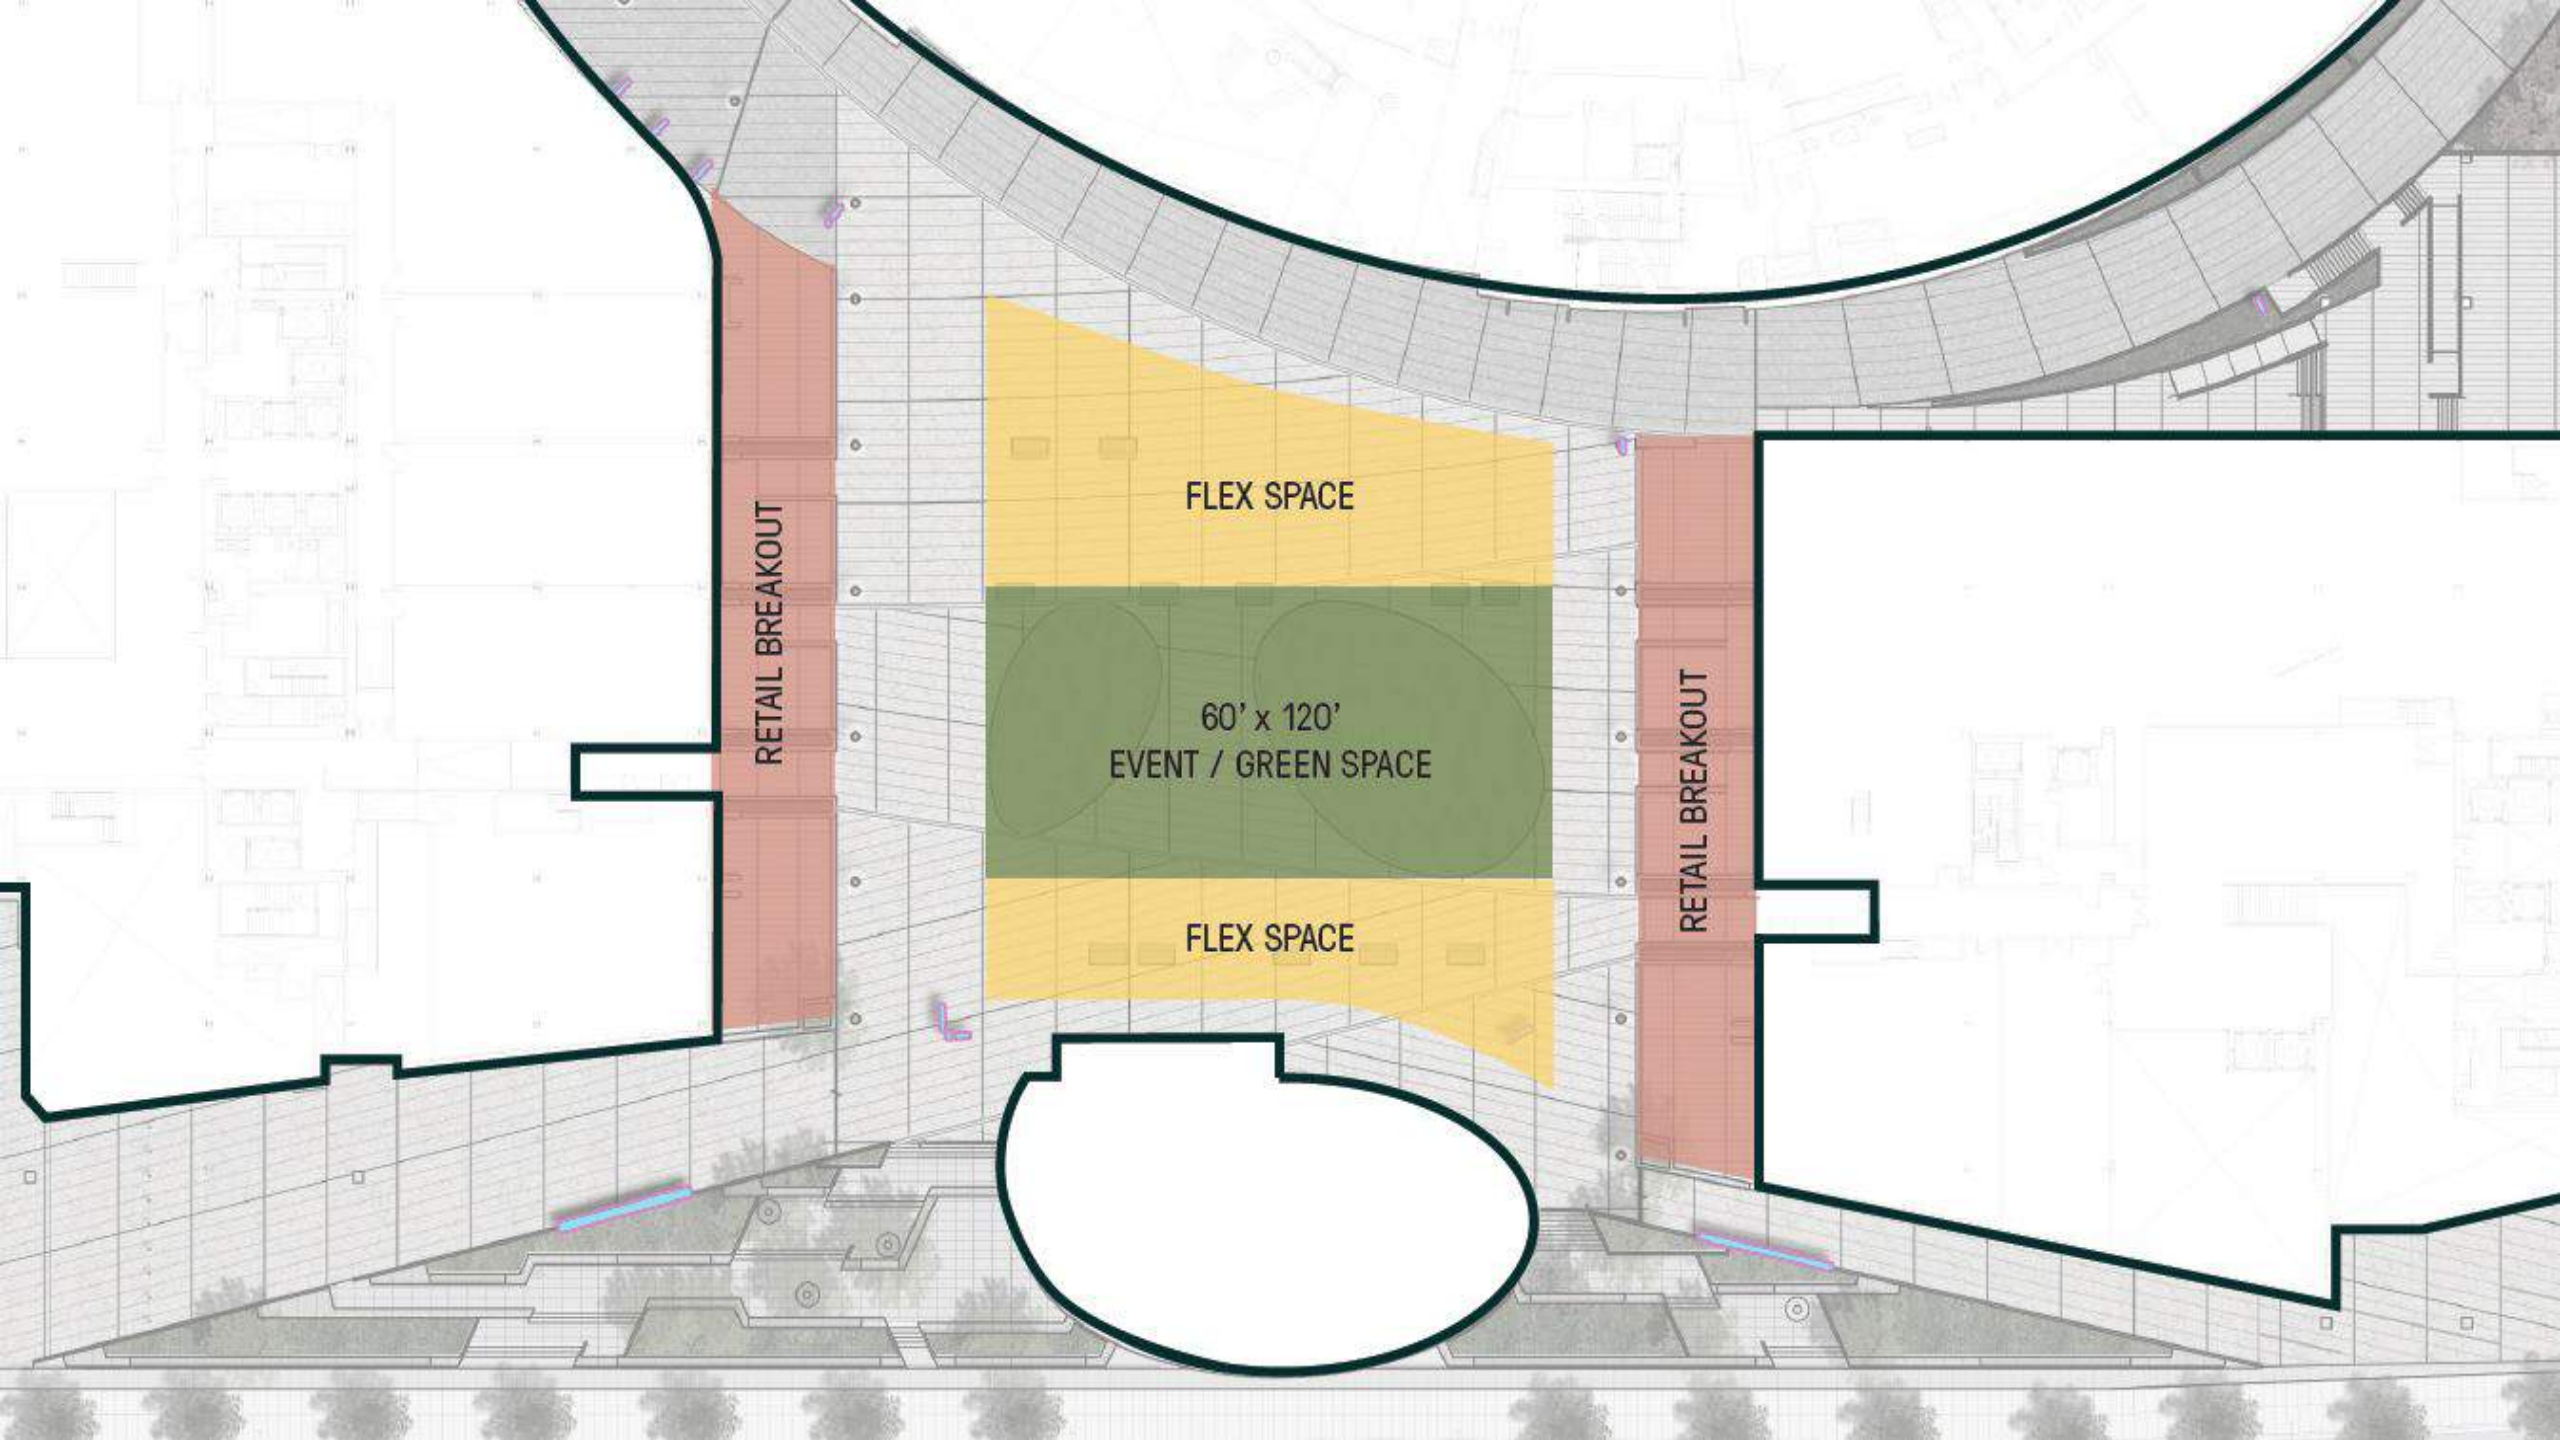 FLEX SPACE
RETAIL BREAKOUT
60’ x 120’
EVENT / GREEN SPACE
RETAIL BREAKOUT
FLEX SPACE